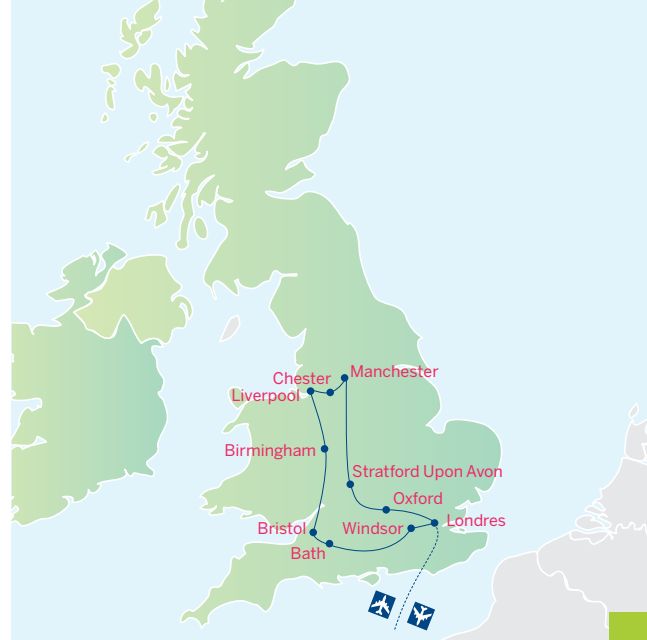 Chester
Manchester
Liverpool
Birmingham
Stratford Upon Avon
Oxford
Londres
Windsor
Bristol
Bath